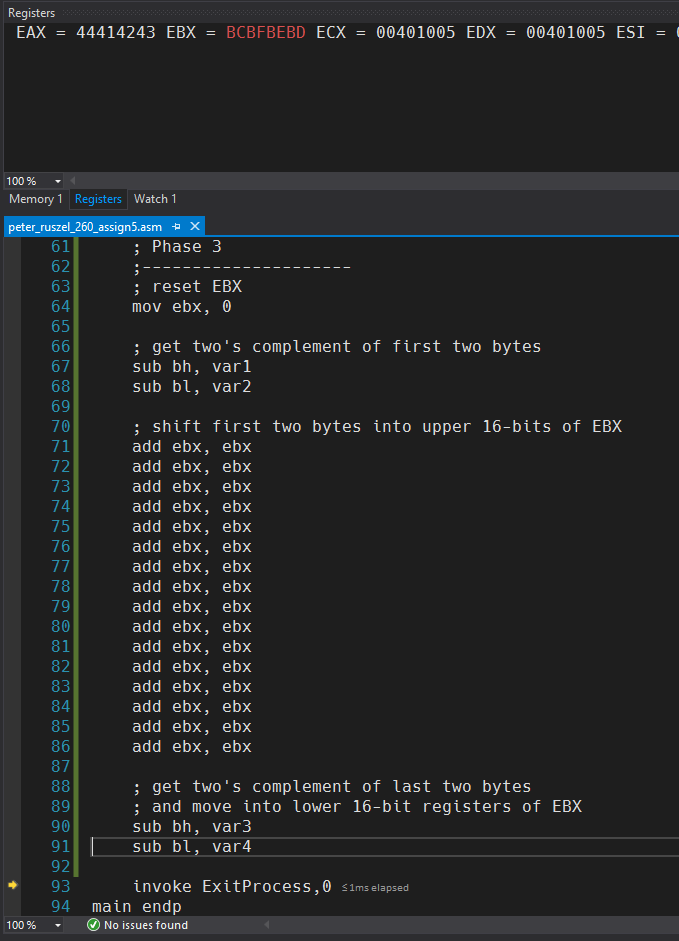 Registers
EAX = 44414243 EBX = BCBFBEBD ECX = 00401005 EDX = 00401005 ESI =
100 %
Memory 1 Registers Watch 1
peter_ruszel_260_assign5.asm
61 ; Phase 3
62 ;---------------------
63 ; reset EBX
64 mov ebx, 0
65
66 ; get two's complement of first two bytes
67 sub bh, var1
68 sub bl, var2
69
70 ; shift first two bytes into upper 16-bits of EBX
71 add ebx, ebx
72 add ebx, ebx
73 add ebx, ebx
74 add ebx, ebx
75 add ebx, ebx
76 add ebx, ebx
77 add ebx, ebx
78 add ebx, ebx
79 add ebx, ebx
80 add ebx, ebx
81 add ebx, ebx
82 add ebx, ebx
83 add ebx, ebx
84 add ebx, ebx
85 add ebx, ebx
86 add ebx, ebx
87
88 ; get two's complement of last two bytes
89 ; and move into lower 16-bit registers of EBX
90 sub bh, var3
91 sub bl, var4
92
93 invoke ExitProcess,0 ≤1ms elapsed
94 main endp
100 % No issues found